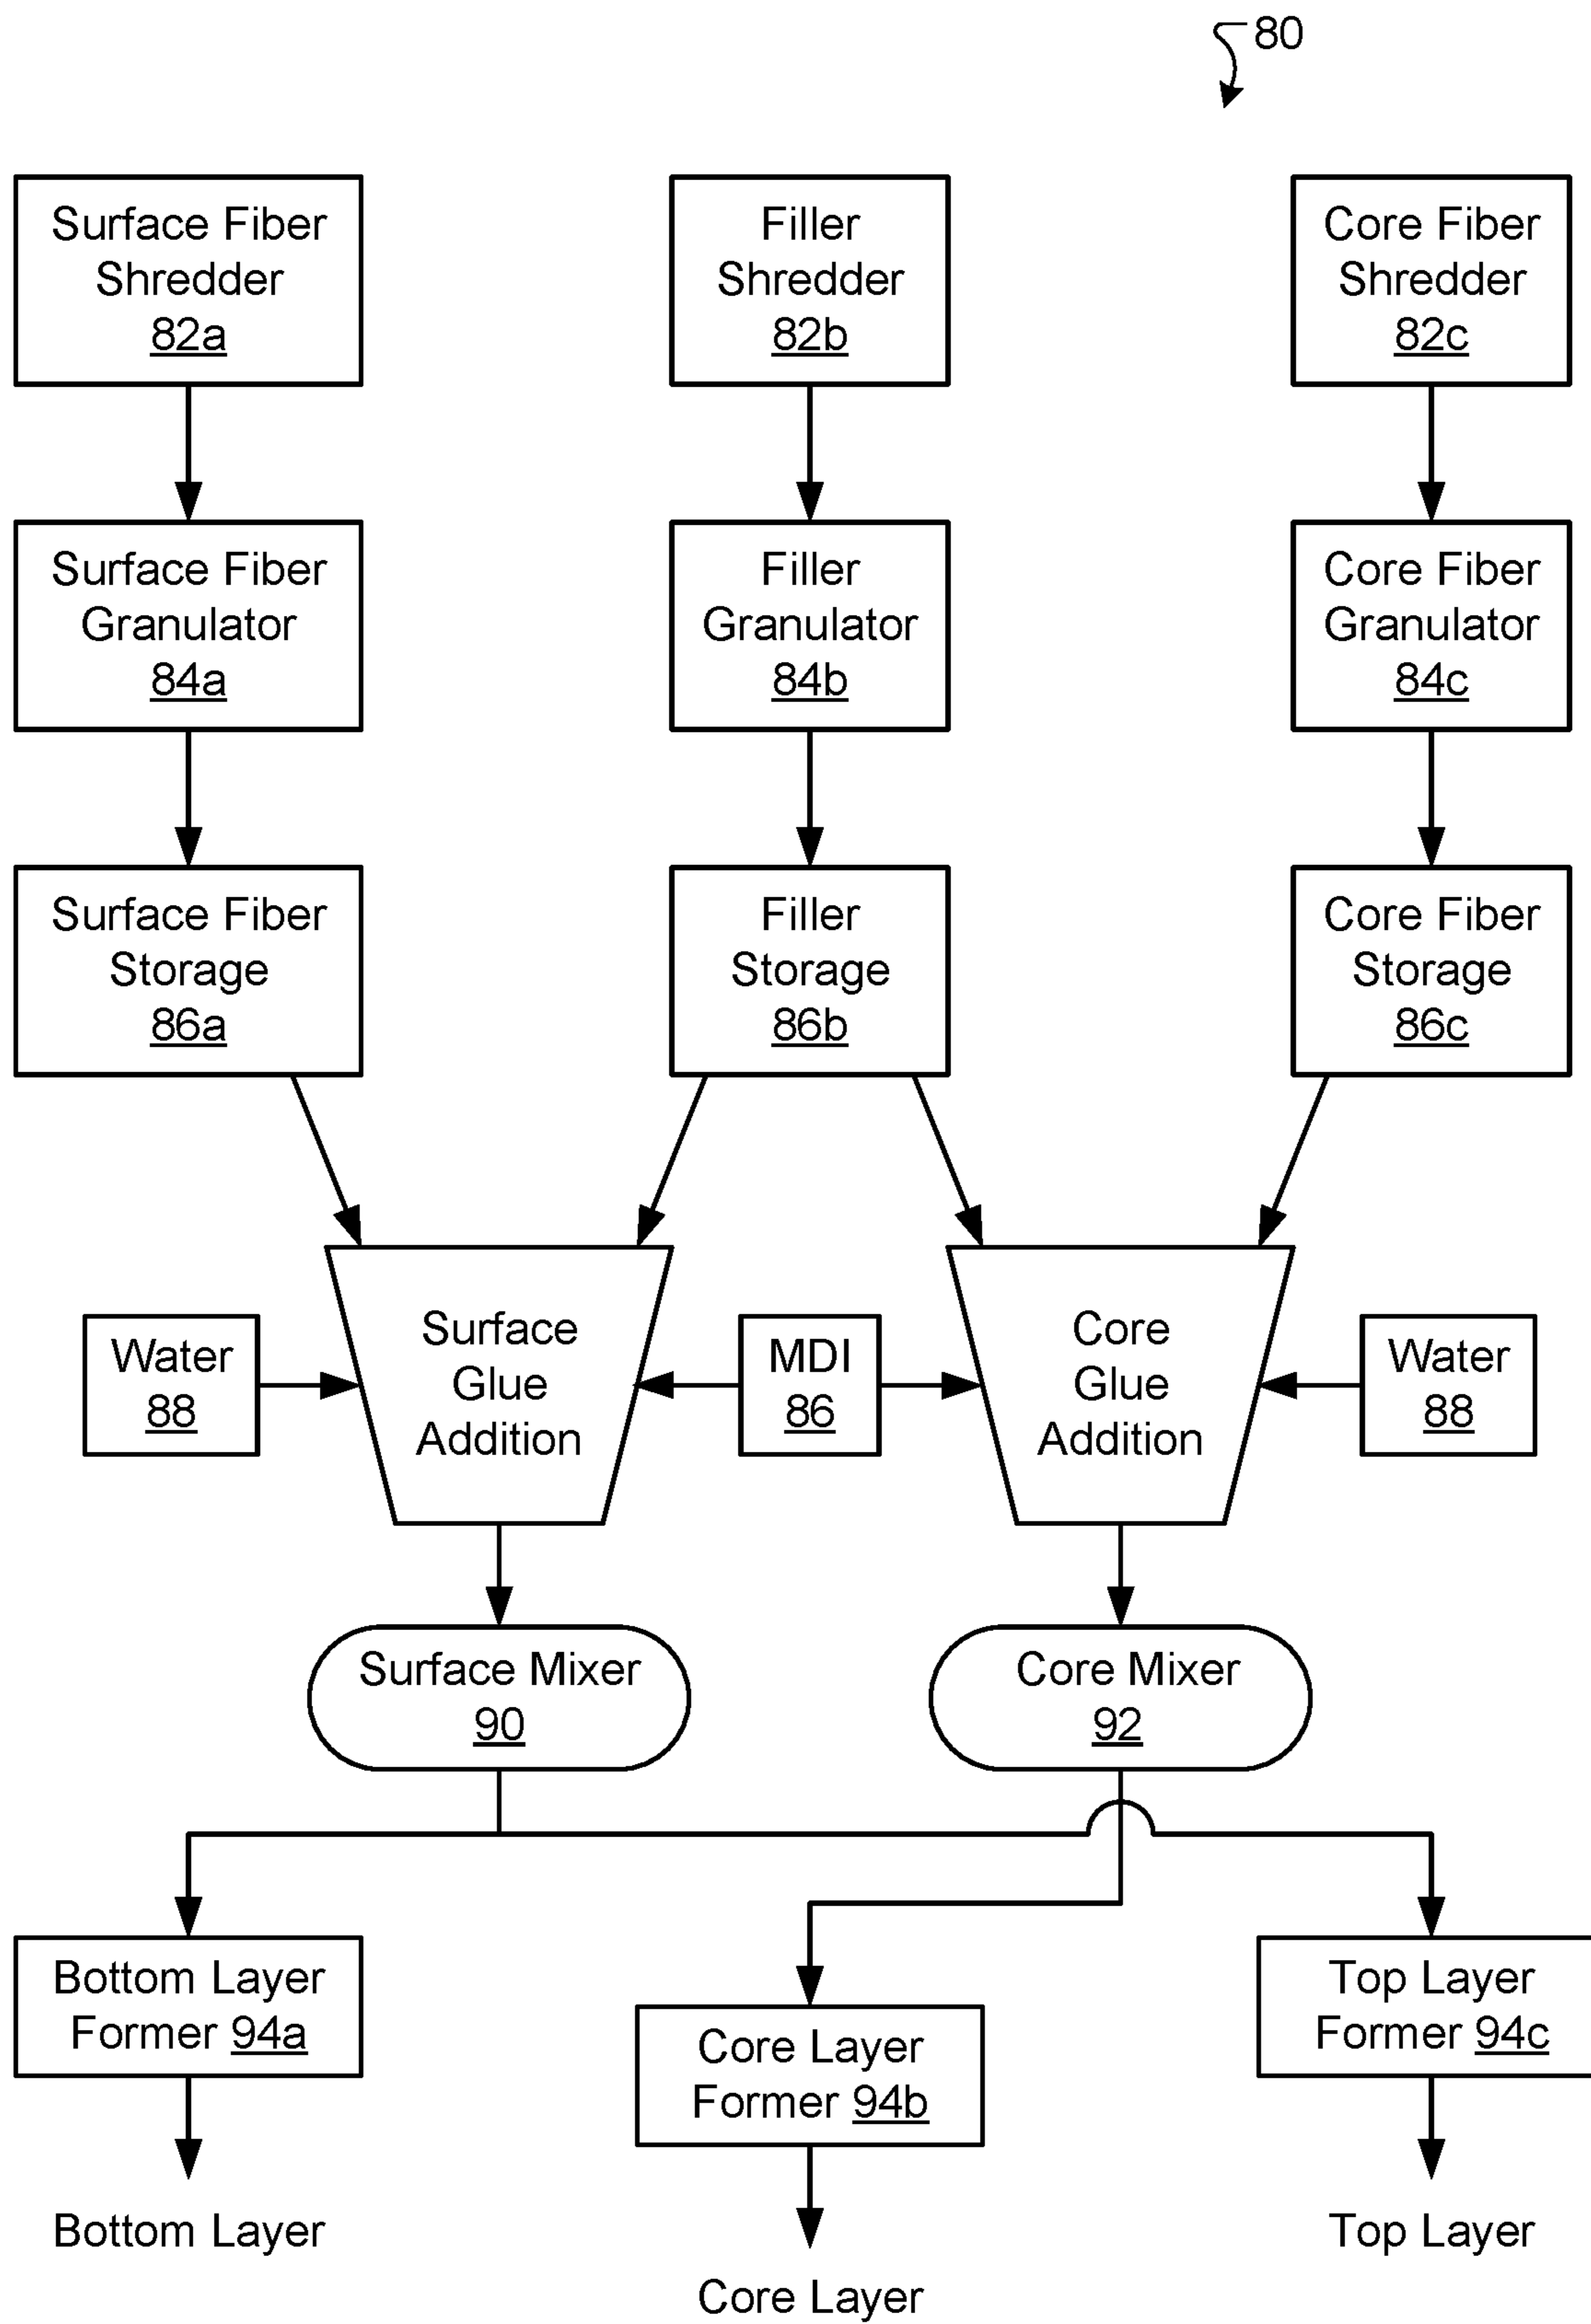 80
Surface Fiber
Shredder
82a
Filler
Shredder
82b
Core Fiber
Shredder
82c
Surface Fiber
Granulator
84a
Filler
Granulator
84b
Core Fiber
Granulator
84c
Surface Fiber
Storage
86a
Filler
Storage
86b
Core Fiber
Storage
86c
Water
88
Surface
Glue
Addition
MDI
86
Core
Glue
Addition
Water
88
Surface Mixer
90
Core Mixer
92
Bottom Layer
Former 94a
Core Layer
Former 94b
Top Layer
Former 94c
Bottom Layer
Core Layer
Top Layer